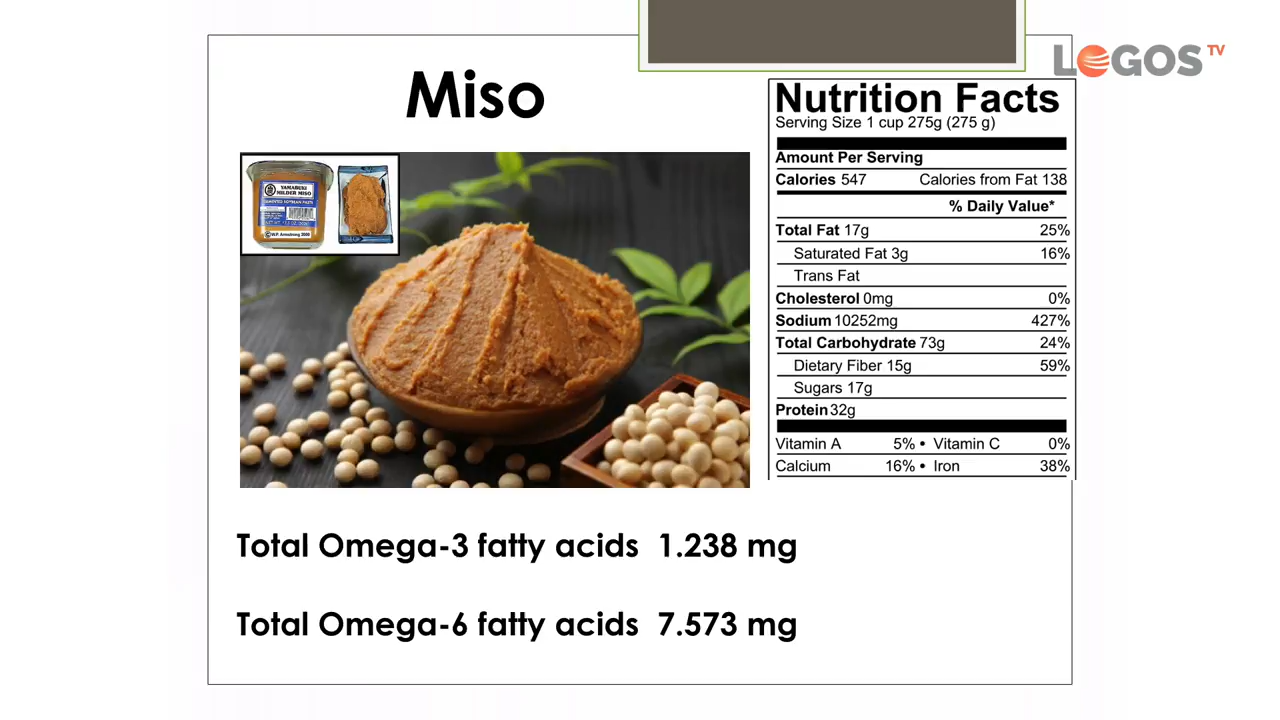 LOGOS TV
Miso
YAMABUKI
MILDER MISO
©W.P. Armstrong 2000
Nutrition Facts
Serving Size 1 cup 275g (275 g)
Amount Per Serving
Calories 547 Calories from Fat 138
% Daily Value*
Total Fat 17g 25%
Saturated Fat 3g 16%
Trans Fat
Cholesterol 0mg 0%
Sodium 10252mg 427%
Total Carbohydrate 73g 24%
Dietary Fiber 15g 59%
Sugars 17g
Protein 32g
Vitamin A 5% • Vitamin C 0%
Calcium 16% • Iron 38%
Total Omega-3 fatty acids 1.238 mg
Total Omega-6 fatty acids 7.573 mg